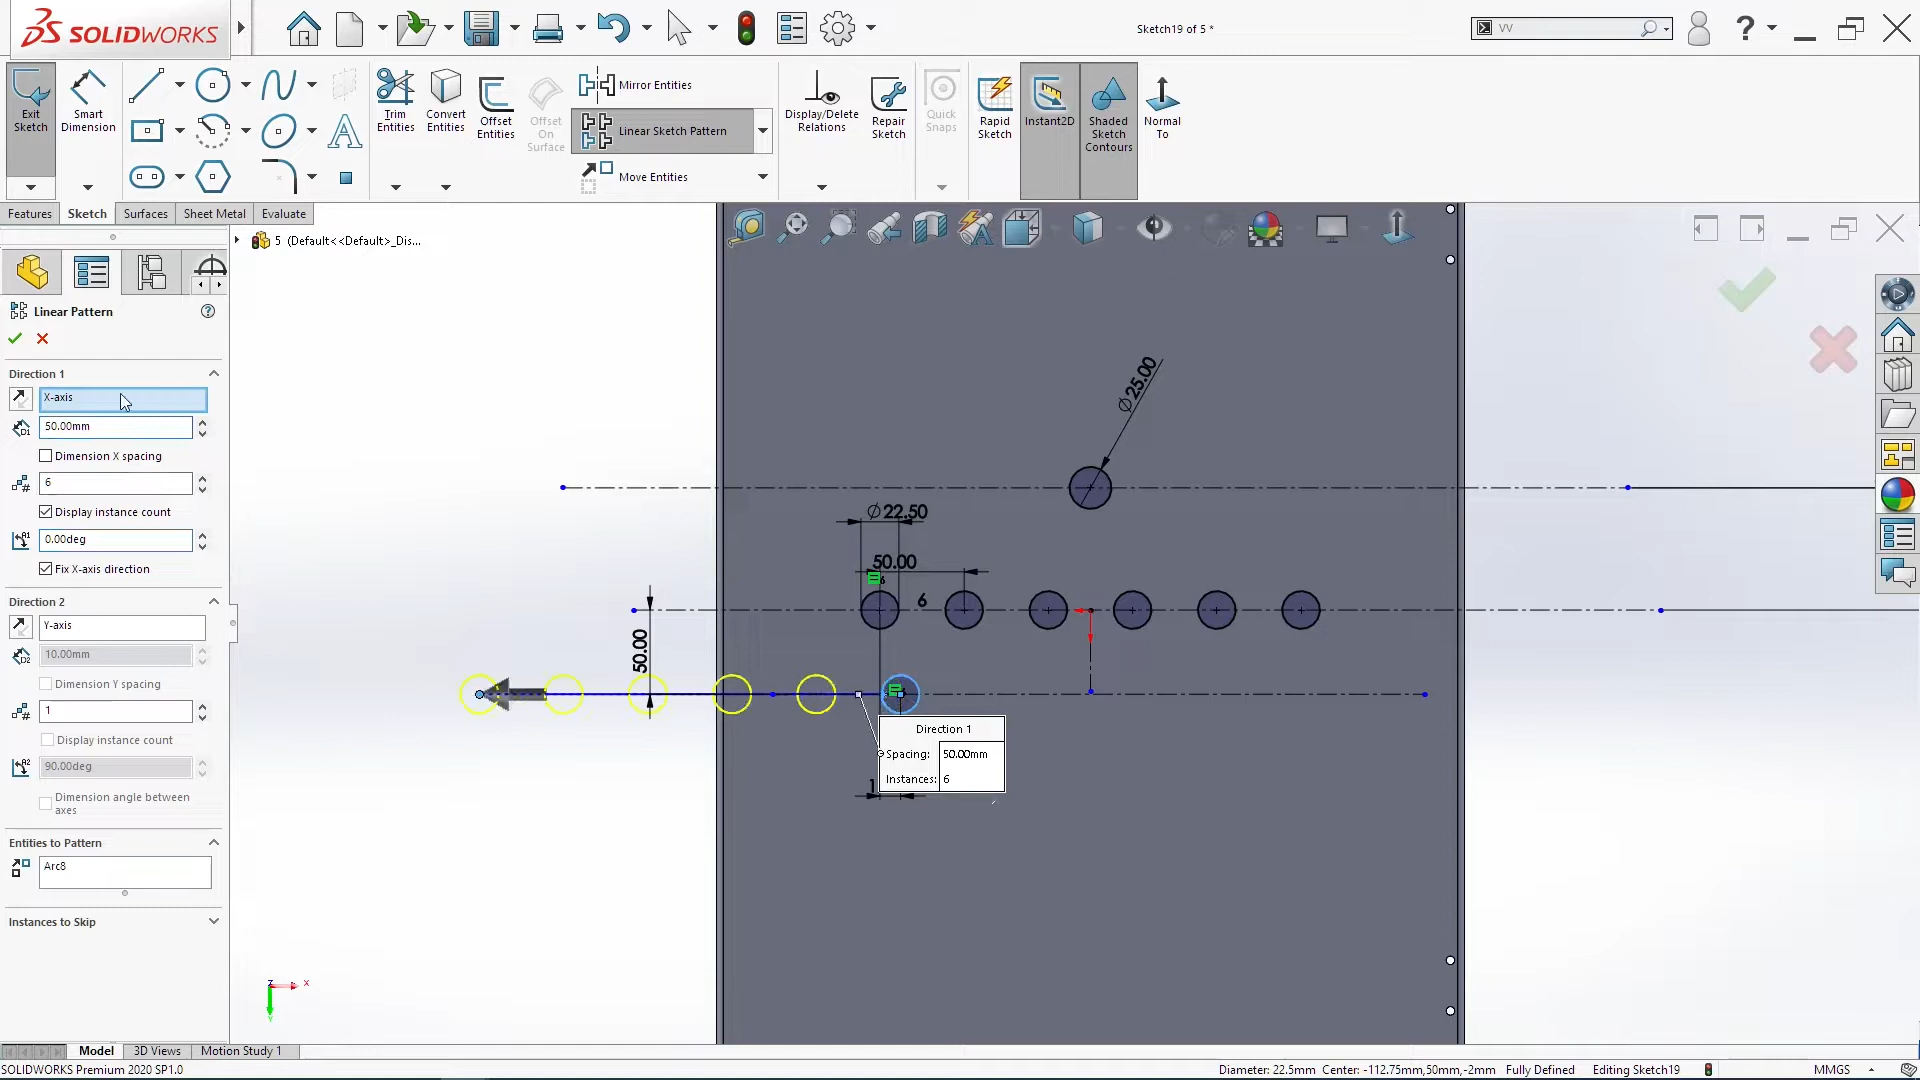 SOLIDWORKS
Sketch19 of 5 *
VV
Exit Sketch
Smart Dimension
Trim Entities
Convert Entities
Offset Entities
Offset On Surface
Mirror Entities
Linear Sketch Pattern
Move Entities
Display/Delete Relations
Repair Sketch
Quick Snaps
Rapid Sketch
Instant2D
Shaded Sketch Contours
Normal To
Features
Sketch
Surfaces
Sheet Metal
Evaluate
5 (Default<<Default>_Dis...
Linear Pattern
Direction 1
X-axis
50.00mm
Dimension X spacing
6
Display instance count
0.00deg
Fix X-axis direction
Direction 2
Y-axis
10.00mm
Dimension Y spacing
1
Display instance count
90.00deg
Dimension angle between
axes
Entities to Pattern
Arc8
Instances to Skip
∅25.00
∅22.50
50.00
6
50.00
Direction 1
Spacing: 50.00mm
Instances: 6
1
Z
X
Y
Model
3D Views
Motion Study 1
SOLIDWORKS Premium 2020 SP1.0
Diameter: 22.5mm Center: -112.75mm,50mm,-2mm Fully Defined Editing Sketch19 MMGS